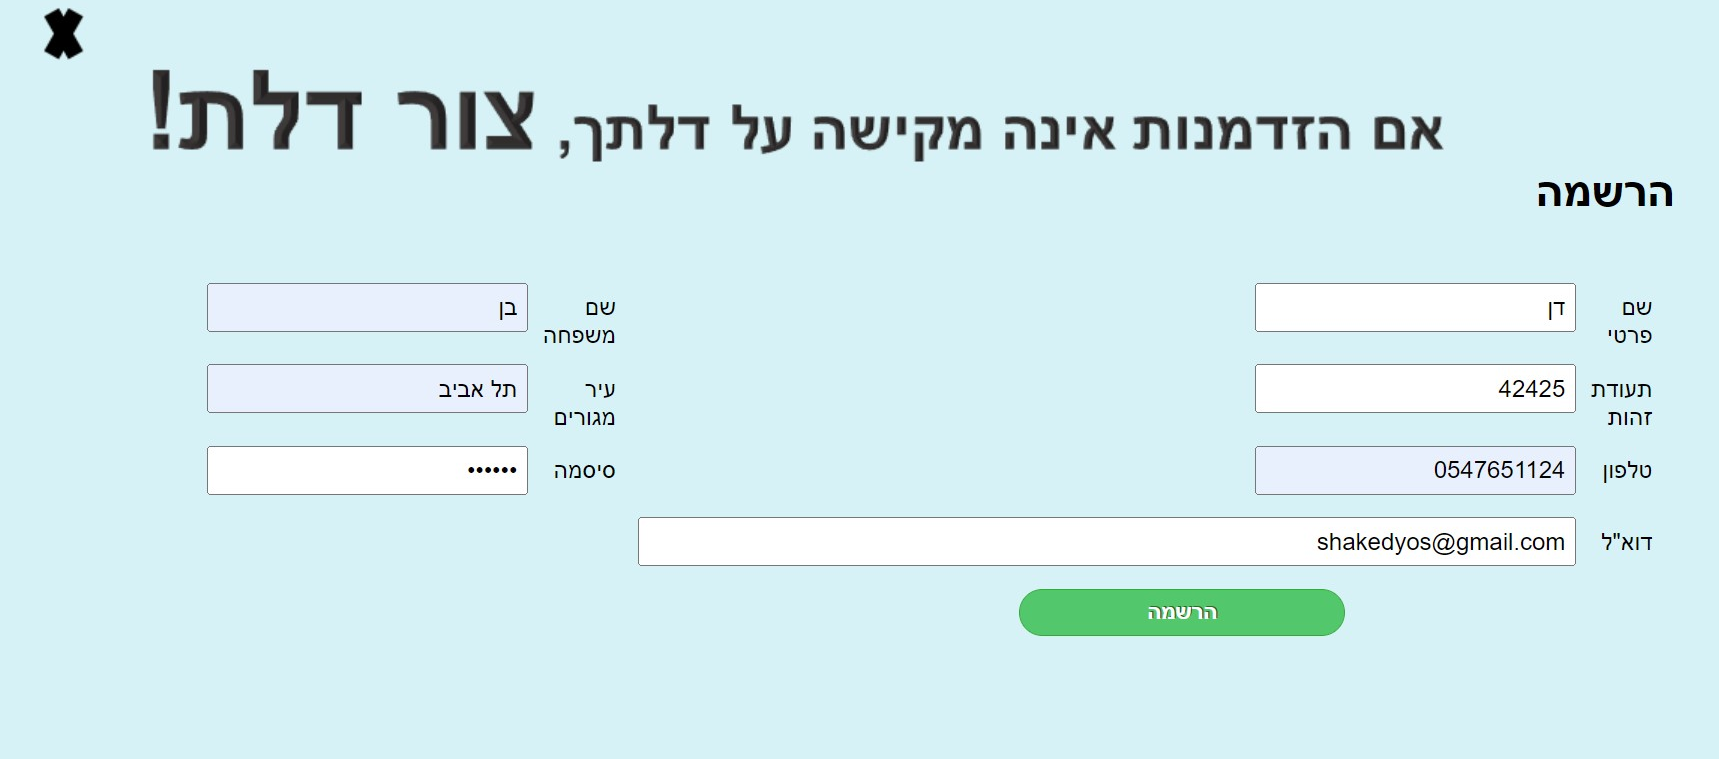 אם הזדמנות אינה מקישה על דלתך, צור דלת!
הרשמה
שם פרטי
דן
שם משפחה
בן
תעודת זהות
42425
עיר מגורים
תל אביב
טלפון
0547651124
סיסמה
••••••
דוא"ל
shakedyos@gmail.com
הרשמה